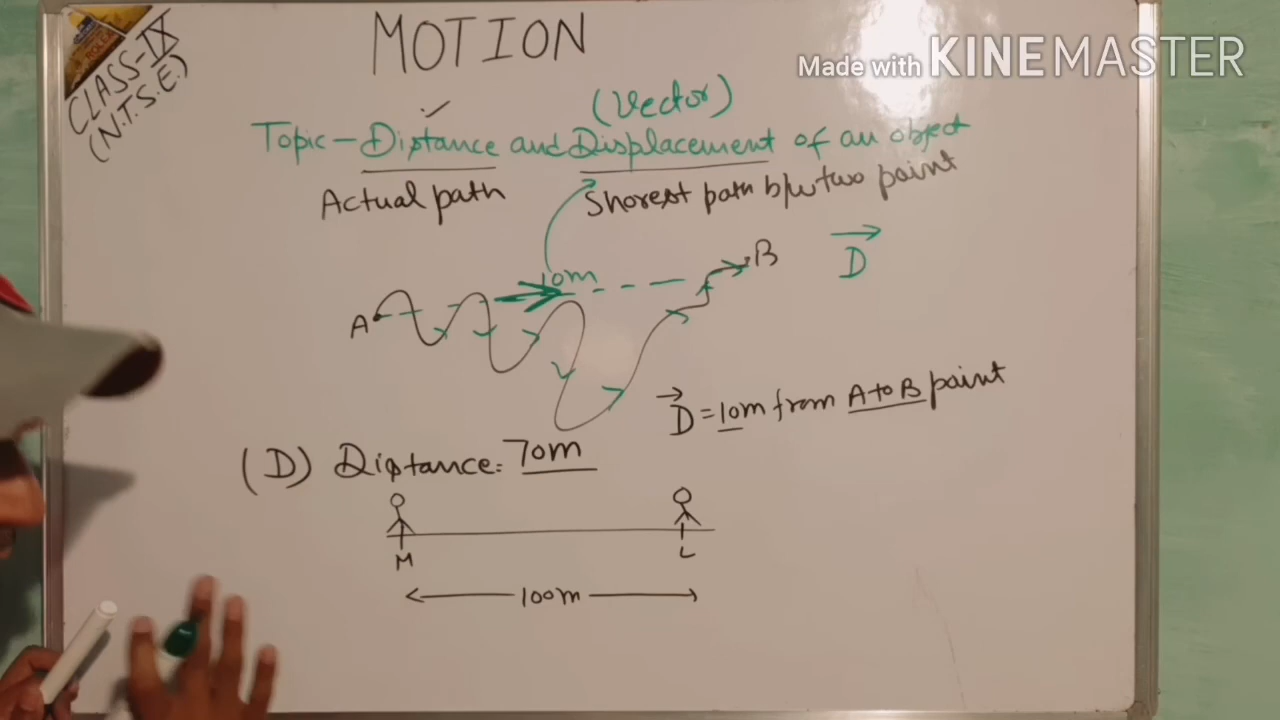 MOTION
Made with KINEMASTER
CLASS-IX
(N.T.S.E.)
(Vector)
Topic - Distance and Displacement of an object
Actual path
Shorest path b/w two point
10m
A
B
D
D = 10m from A to B point
(D) Distance = 70m
M
L
100m